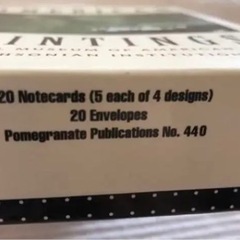 INTINGS
MUSEUM OF AMERICAN
SONIAN INSTITUTION
20 Notecards (5 each of 4 designs)
20 Envelopes
Pomegranate Publications No. 440